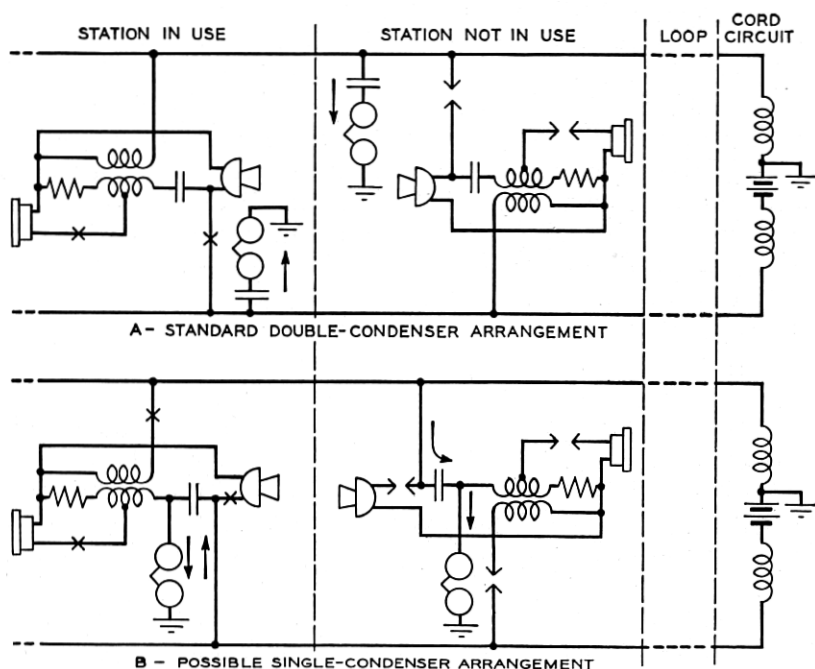 STATION IN USE
STATION NOT IN USE
LOOP
CORD
CIRCUIT
A – STANDARD DOUBLE-CONDENSER ARRANGEMENT
B – POSSIBLE SINGLE-CONDENSER ARRANGEMENT